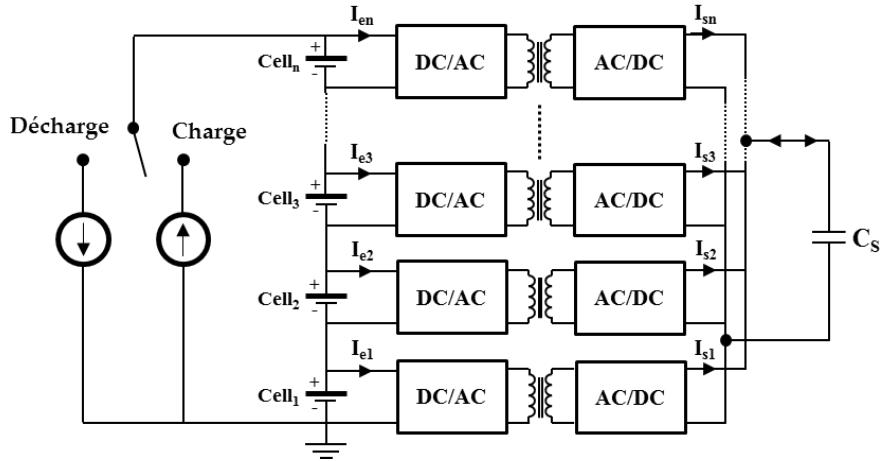 I_en
I_sn
+
Cell_n
-
DC/AC
AC/DC
Décharge
Charge
I_e3
I_s3
+
Cell_3
-
DC/AC
AC/DC
C_S
I_e2
I_s2
+
Cell_2
-
DC/AC
AC/DC
I_e1
I_s1
+
Cell_1
-
DC/AC
AC/DC